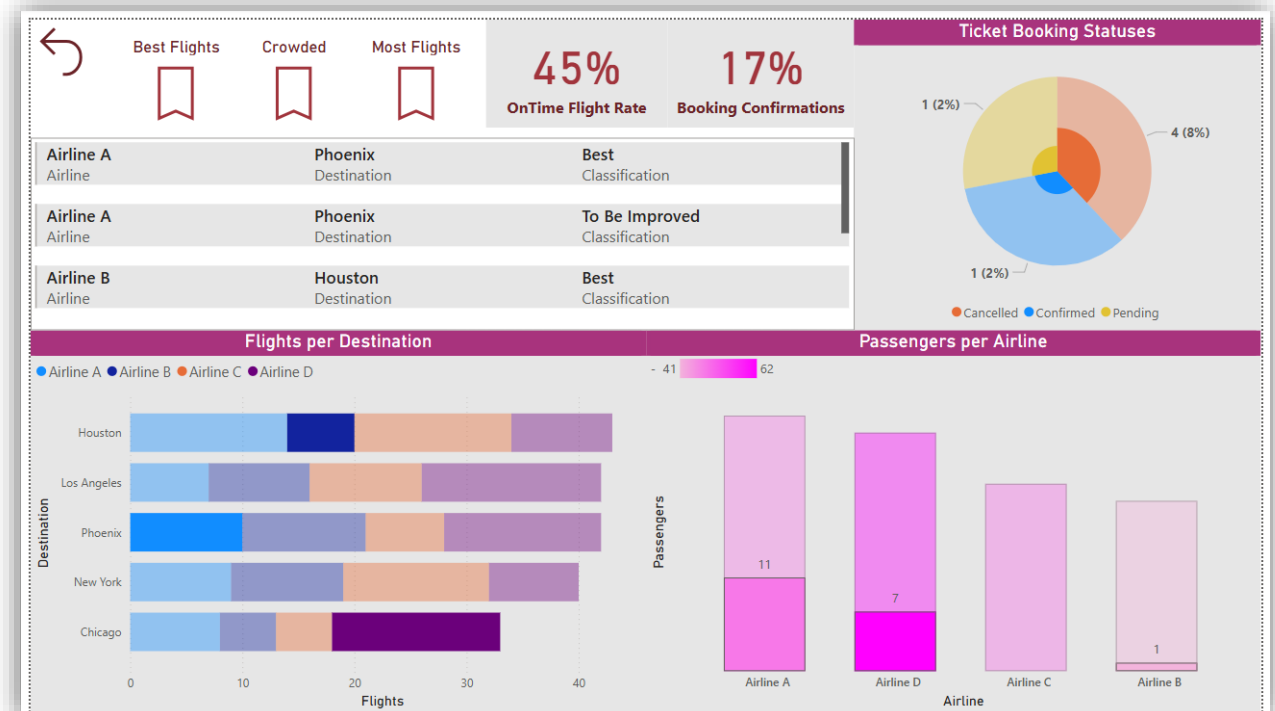 Best Flights
Crowded
Most Flights
45%
OnTime Flight Rate
17%
Booking Confirmations
Ticket Booking Statuses
1 (2%)
4 (8%)
1 (2%)
Cancelled Confirmed Pending
Airline A Phoenix Best
Airline Destination Classification
Airline A Phoenix To Be Improved
Airline Destination Classification
Airline B Houston Best
Airline Destination Classification
Flights per Destination
Airline A Airline B Airline C Airline D
Destination
Houston
Los Angeles
Phoenix
New York
Chicago
0 10 20 30 40
Flights
Passengers per Airline
- 41 62
Passengers
11
7
1
Airline A Airline D Airline C Airline B
Airline